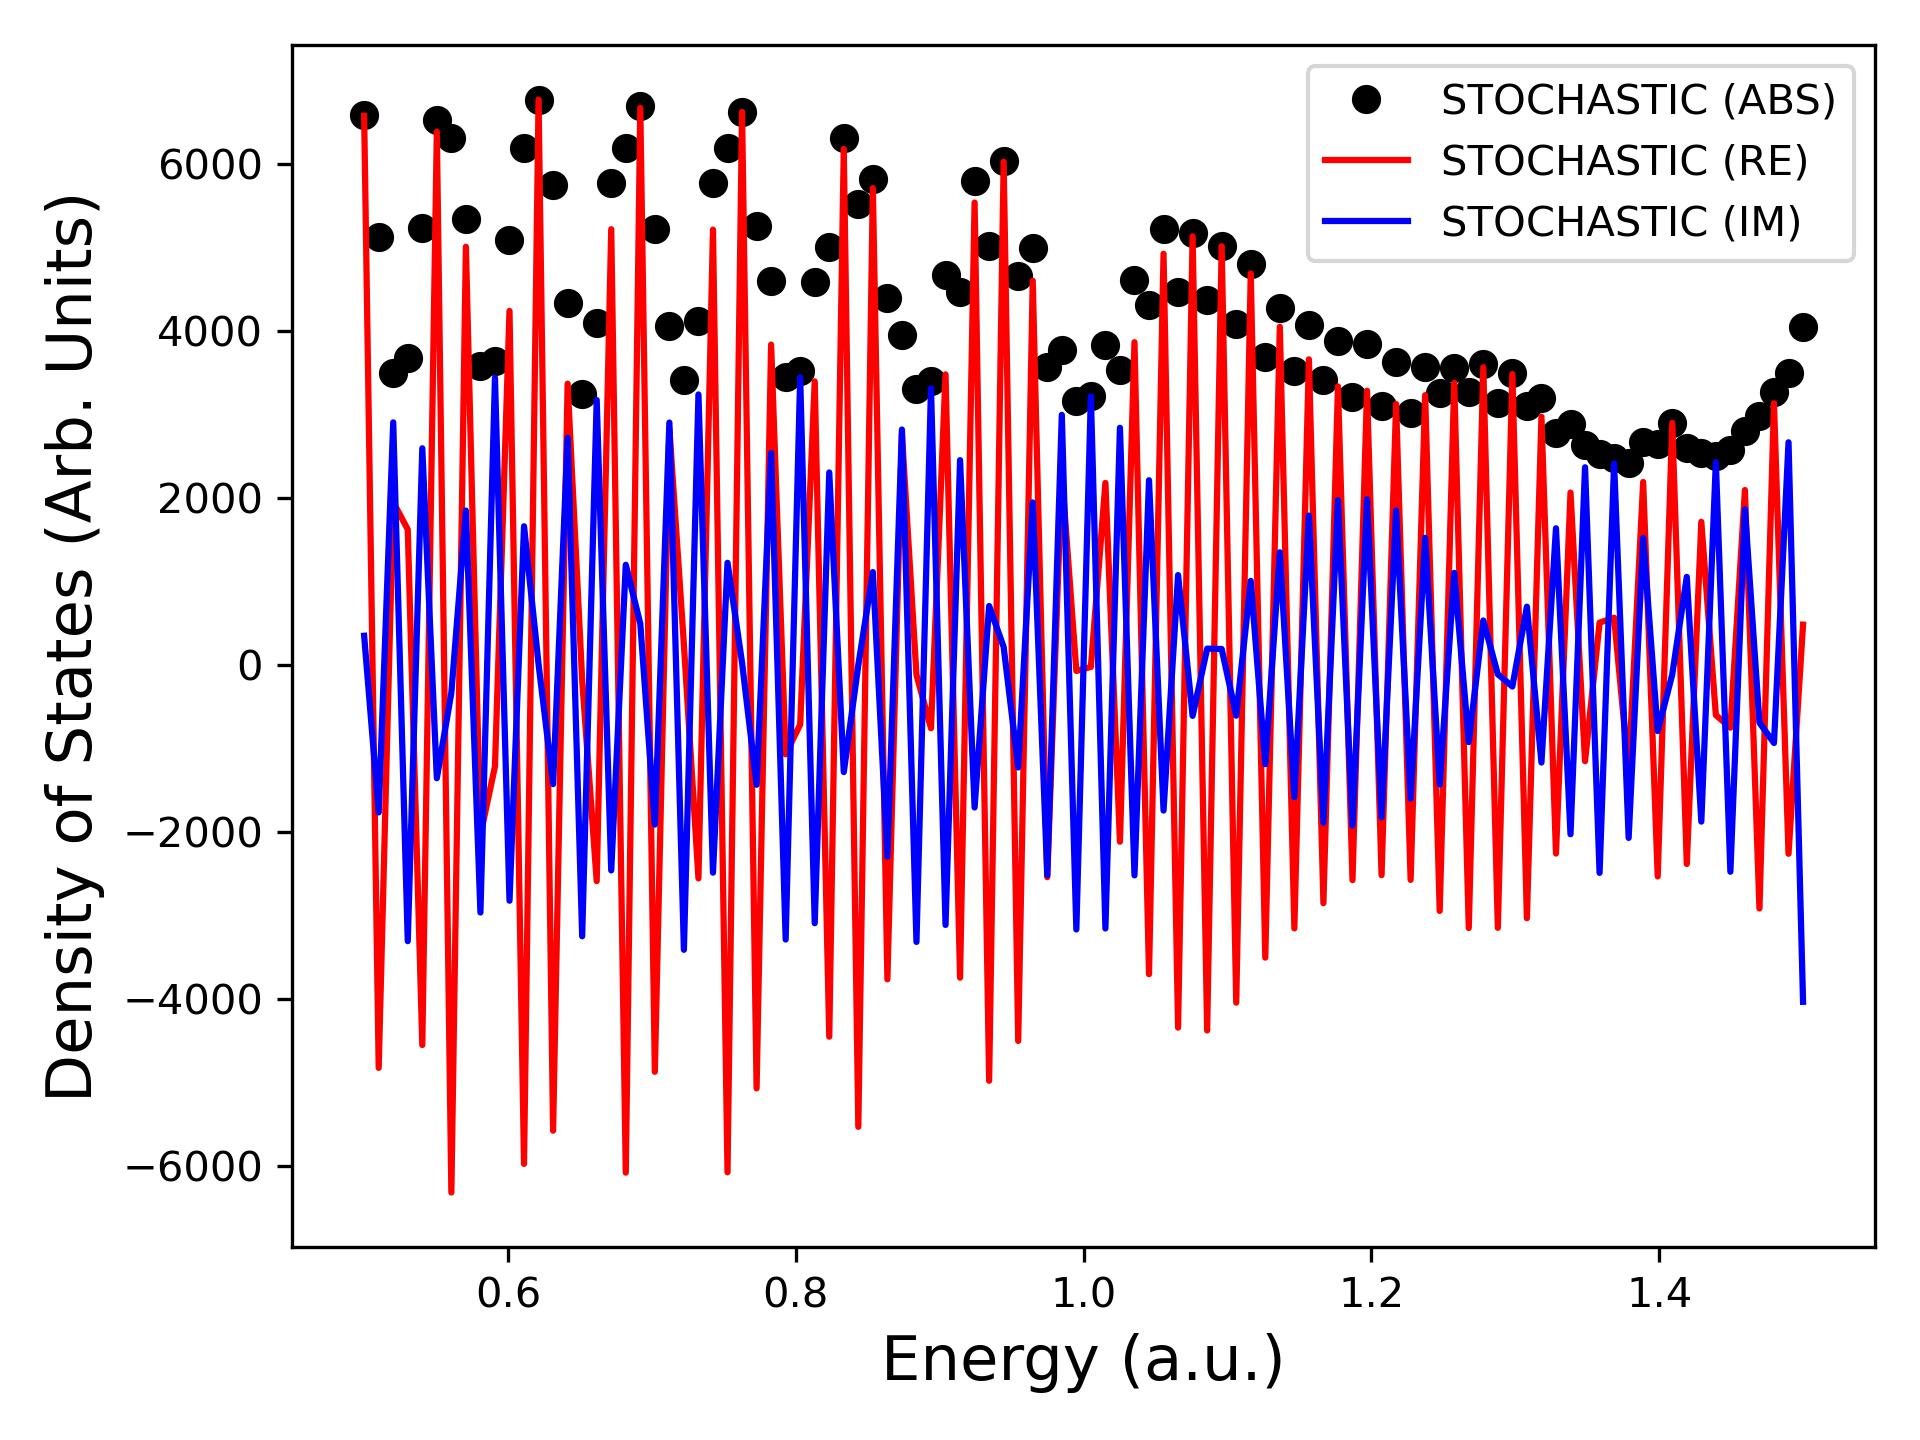 STOCHASTIC (ABS)
STOCHASTIC (RE)
STOCHASTIC (IM)
Density of States (Arb. Units)
6000
4000
2000
0
−2000
−4000
−6000
0.6 0.8 1.0 1.2 1.4
Energy (a.u.)